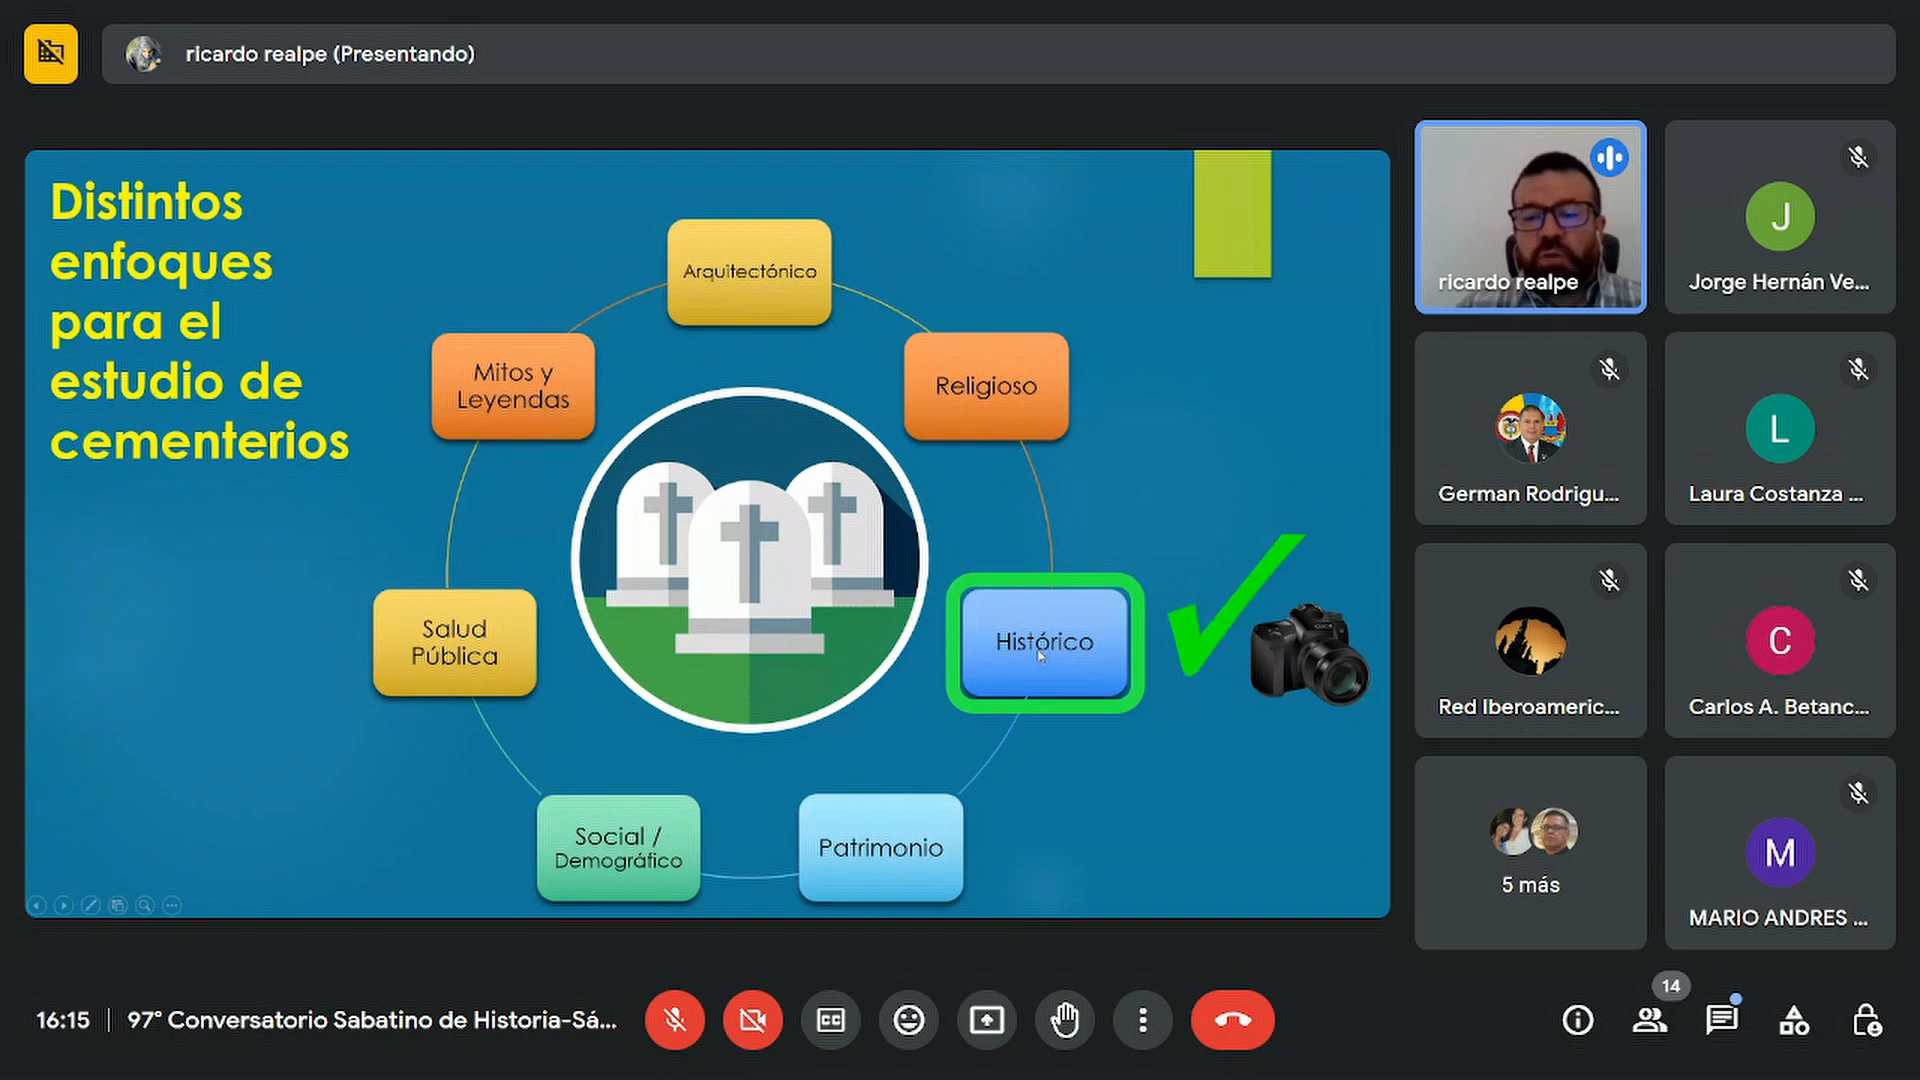 ricardo realpe (Presentando)
Distintos
enfoques
para el
estudio de
cementerios
Arquitectónico
Mitos y
Leyendas
Religioso
Salud
Pública
Histórico
Social /
Demográfico
Patrimonio
ricardo realpe
Jorge Hernán Ve...
German Rodrigu...
L
Laura Costanza ...
J
Red Iberoameric...
C
Carlos A. Betanc...
5 más
M
MARIO ANDRES ...
16:15
97° Conversatorio Sabatino de Historia-Sá...
CC
14